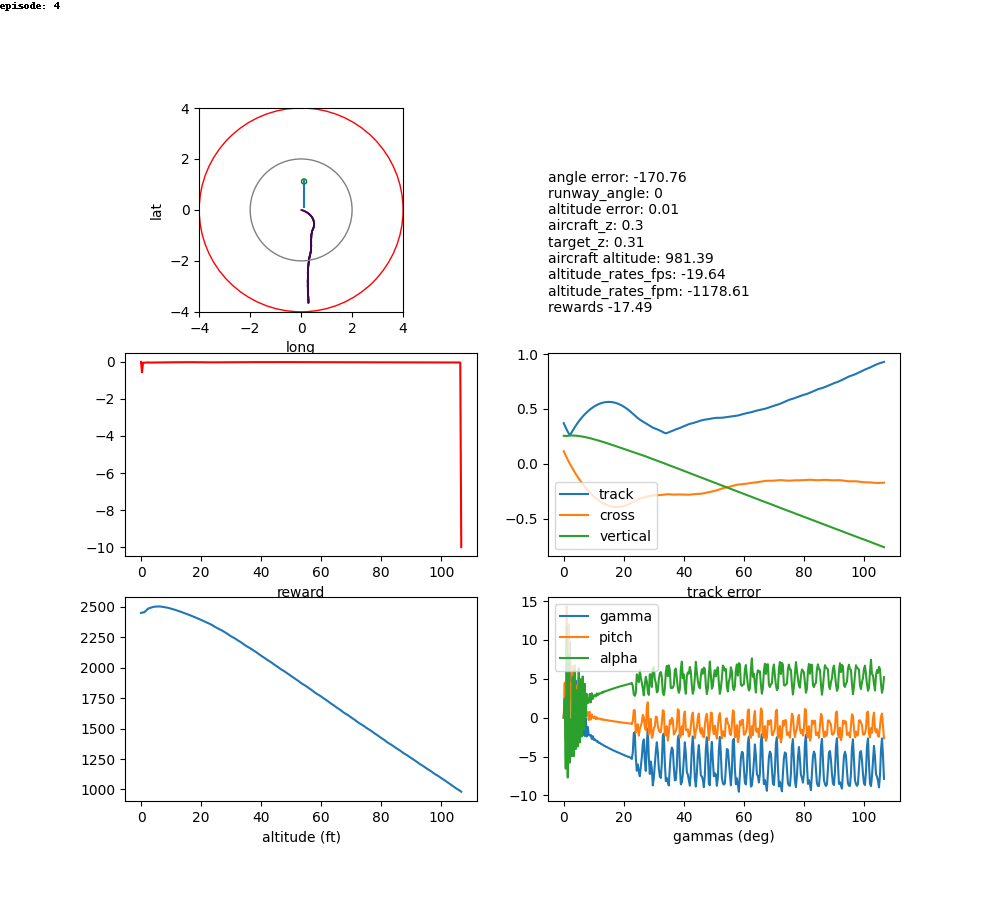 episode: 4
4
2
0
−2
−4
lat
−4 −2 0 2 4
long
angle error: -170.76
runway_angle: 0
altitude error: 0.01
aircraft_z: 0.3
target_z: 0.31
aircraft altitude: 981.39
altitude_rates_fps: -19.64
altitude_rates_fpm: -1178.61
rewards -17.49
0
−2
−4
−6
−8
−10
0 20 40 60 80 100
reward
1.0
0.5
0.0
−0.5
track
cross
vertical
0 20 40 60 80 100
track error
2500
2250
2000
1750
1500
1250
1000
0 20 40 60 80 100
altitude (ft)
15
10
5
0
−5
−10
gamma
pitch
alpha
0 20 40 60 80 100
gammas (deg)